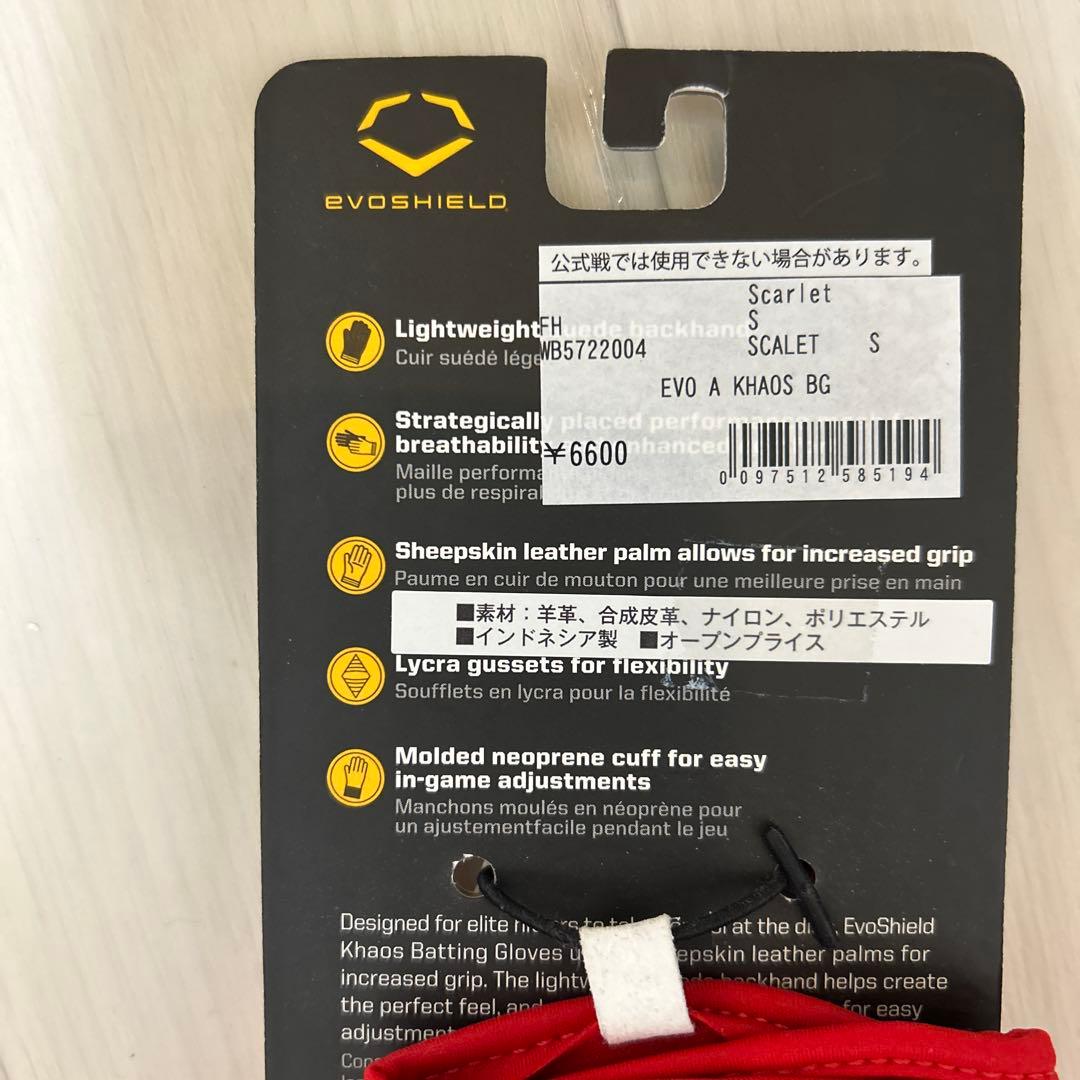 EVOSHIELD
公式戦では使用できない場合があります。
Scarlet
FH S
WB5722004 SCALET S
EVO A KHAOS BG
¥6600
0 097512 585194
Lightweight suede backhand
Cuir suédé lége
Strategically placed performance
breathability enhanced
Maille performa
plus de respira
Sheepskin leather palm allows for increased grip
Paume en cuir de mouton pour une meilleure prise en main
■素材：羊革、合成皮革、ナイロン、ポリエステル
■インドネシア製 ■オープンプライス
Lycra gussets for flexibility
Soufflets en lycra pour la flexibilité
Molded neoprene cuff for easy
in-game adjustments
Manchons moulés en néoprène pour
un ajustementfacile pendant le jeu
Designed for elite at the EvoShield
Khaos Batting Gloves leather palms for
increased grip. The backhand helps create
the perfect feel, for easy